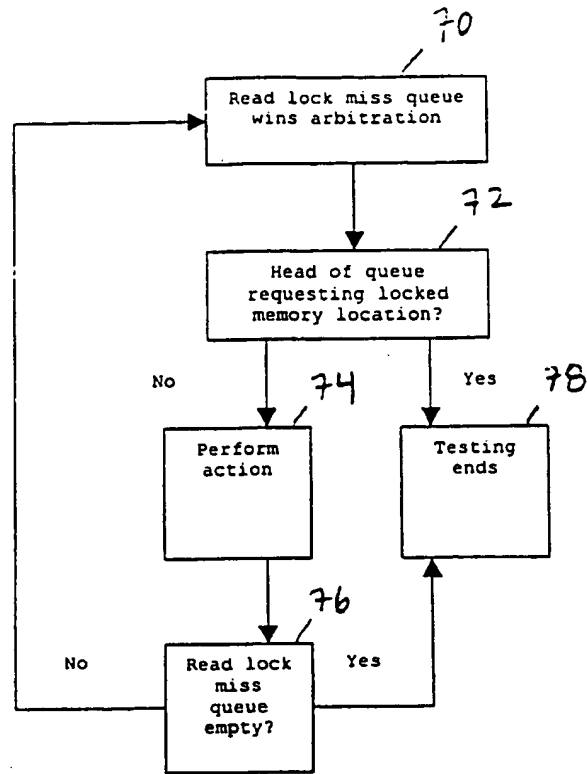 70
Read lock miss queue
wins arbitration
72
Head of queue
requesting locked
memory location?
No
Yes
74
78
Perform
action
Testing
ends
76
No
Yes
Read lock
miss
queue
empty?